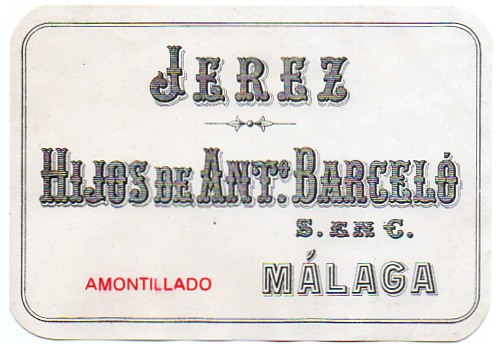 JEREZ
HIJOS DE ANTº. BARCELÓ
S. EN C.
AMONTILLADO MÁLAGA